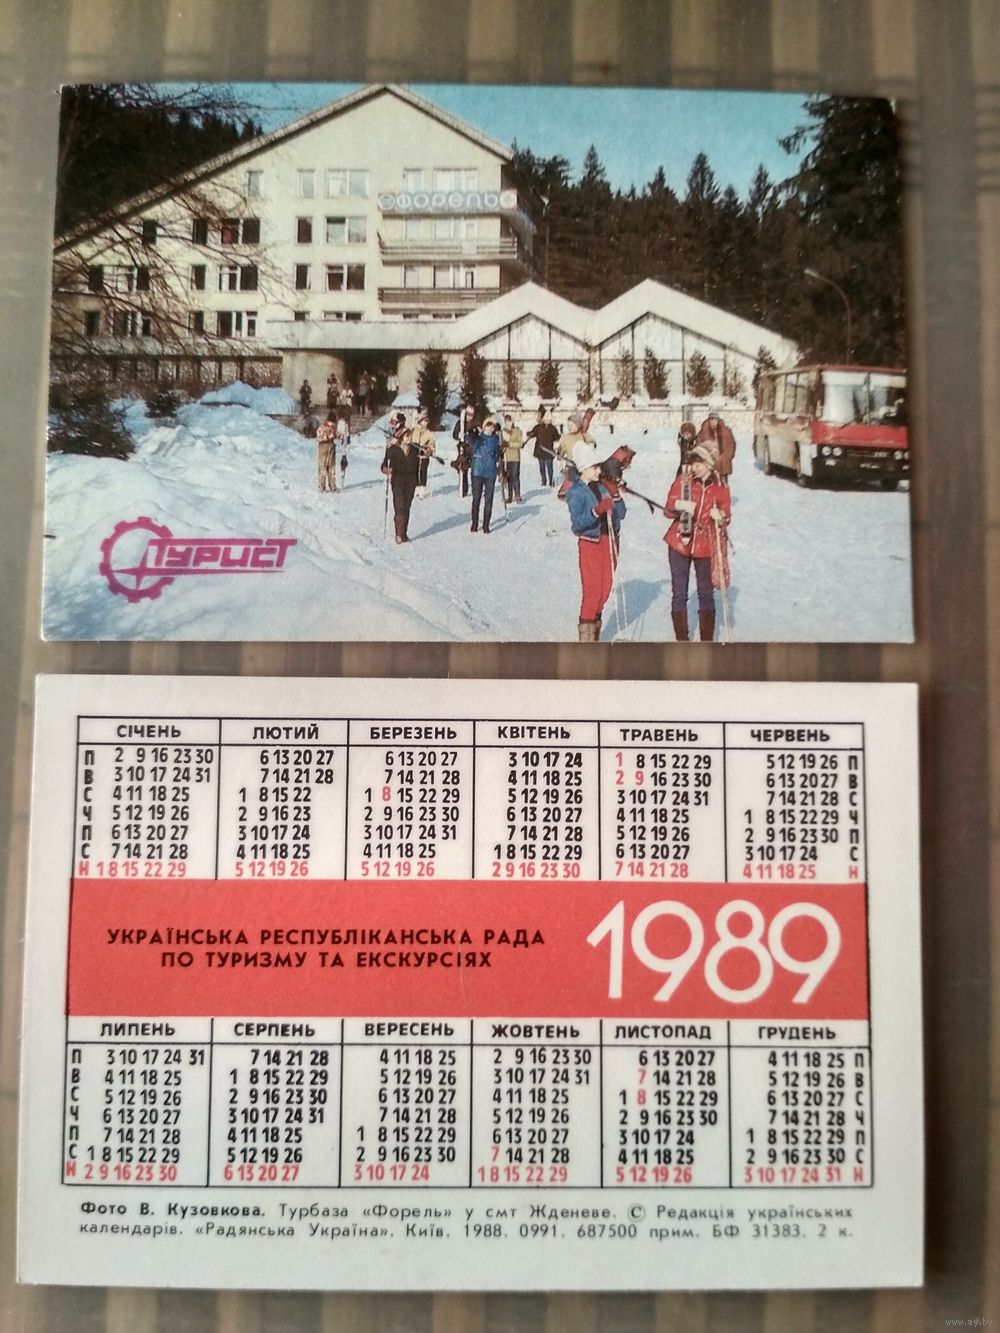 ФОРЕЛЬ
ТУРИСТ
СІЧЕНЬ ЛЮТИЙ БЕРЕЗЕНЬ КВІТЕНЬ ТРАВЕНЬ ЧЕРВЕНЬ
П 2 9 16 23 30 6 13 20 27 6 13 20 27 3 10 17 24 1 8 15 22 29 5 12 19 26 П
В 3 10 17 24 31 7 14 21 28 7 14 21 28 4 11 18 25 2 9 16 23 30 6 13 20 27 В
С 4 11 18 25 1 8 15 22 1 8 15 22 29 5 12 19 26 3 10 17 24 31 7 14 21 28 С
Ч 5 12 19 26 2 9 16 23 2 9 16 23 30 6 13 20 27 4 11 18 25 1 8 15 22 29 Ч
П 6 13 20 27 3 10 17 24 3 10 17 24 31 7 14 21 28 5 12 19 26 2 9 16 23 30 П
С 7 14 21 28 4 11 18 25 4 11 18 25 1 8 15 22 29 6 13 20 27 3 10 17 24 С
Н 1 8 15 22 29 5 12 19 26 5 12 19 26 2 9 16 23 30 7 14 21 28 4 11 18 25 Н
УКРАЇНСЬКА РЕСПУБЛІКАНСЬКА РАДА
ПО ТУРИЗМУ ТА ЕКСКУРСІЯХ
1989
ЛИПЕНЬ СЕРПЕНЬ ВЕРЕСЕНЬ ЖОВТЕНЬ ЛИСТОПАД ГРУДЕНЬ
П 3 10 17 24 31 7 14 21 28 4 11 18 25 2 9 16 23 30 6 13 20 27 4 11 18 25 П
В 4 11 18 25 1 8 15 22 29 5 12 19 26 3 10 17 24 31 7 14 21 28 5 12 19 26 В
С 5 12 19 26 2 9 16 23 30 6 13 20 27 4 11 18 25 1 8 15 22 29 6 13 20 27 С
Ч 6 13 20 27 3 10 17 24 31 7 14 21 28 5 12 19 26 2 9 16 23 30 7 14 21 28 Ч
П 7 14 21 28 4 11 18 25 1 8 15 22 29 6 13 20 27 3 10 17 24 1 8 15 22 29 П
С 1 8 15 22 29 5 12 19 26 2 9 16 23 30 7 14 21 28 4 11 18 25 2 9 16 23 30 С
Н 2 9 16 23 30 6 13 20 27 3 10 17 24 1 8 15 22 29 5 12 19 26 3 10 17 24 31 Н
Фото В. Кузовкова. Турбаза «Форель» у смт Жденеве. © Редакція українських
календарів. «Радянська Україна». Київ. 1988. 0991. 687500 прим. БФ 31383. 2 к.
www.ay.by